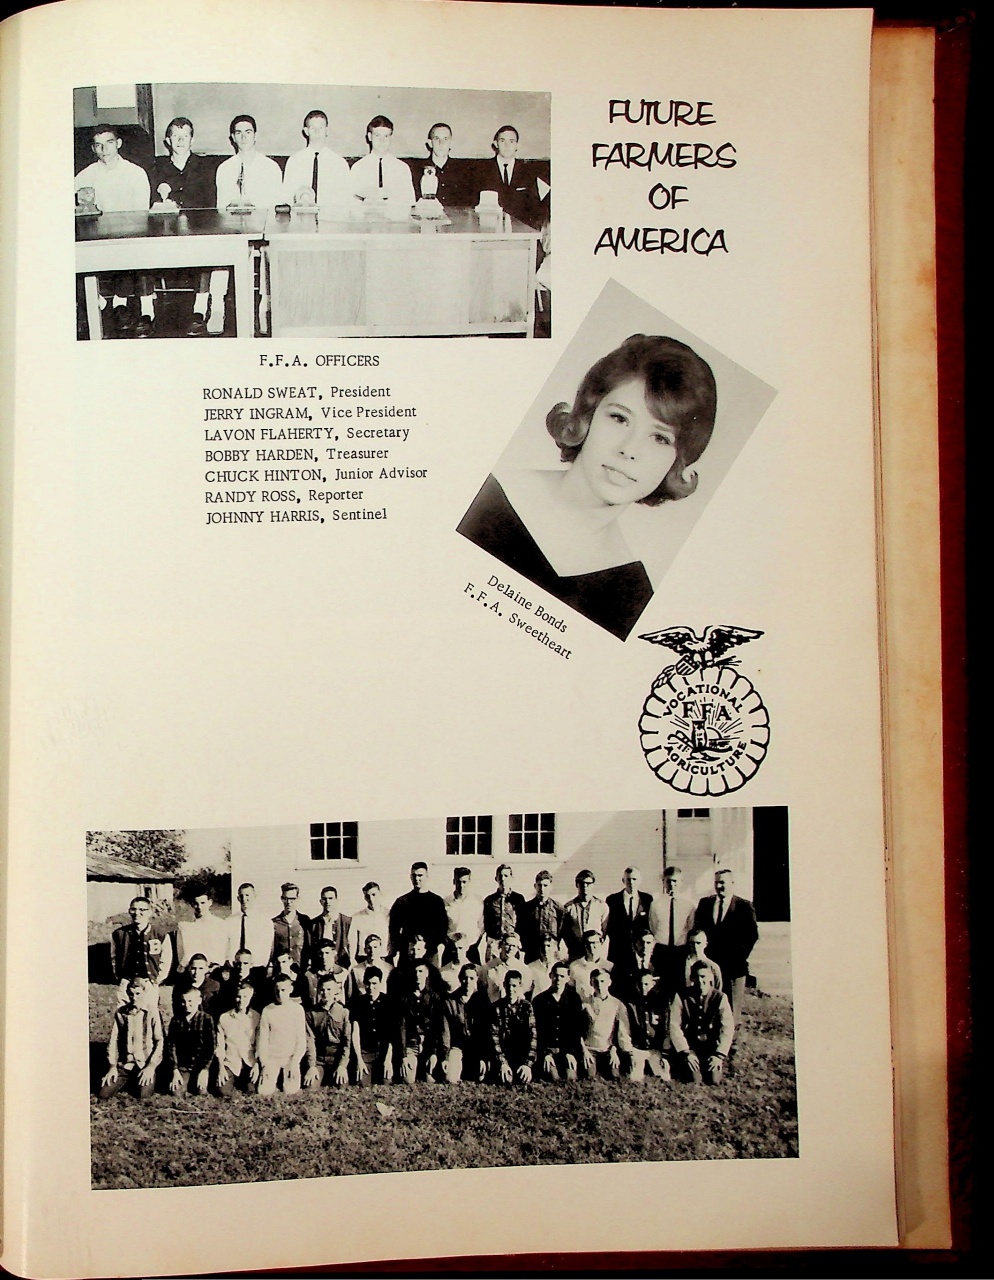 FUTURE
FARMERS
OF
AMERICA
F.F.A. OFFICERS
RONALD SWEAT, President
JERRY INGRAM, Vice President
LAVON FLAHERTY, Secretary
BOBBY HARDEN, Treasurer
CHUCK HINTON, Junior Advisor
RANDY ROSS, Reporter
JOHNNY HARRIS, Sentinel
Delaine Bonds
F.F.A. Sweetheart
VOCATIONAL
FFA
AGRICULTURE